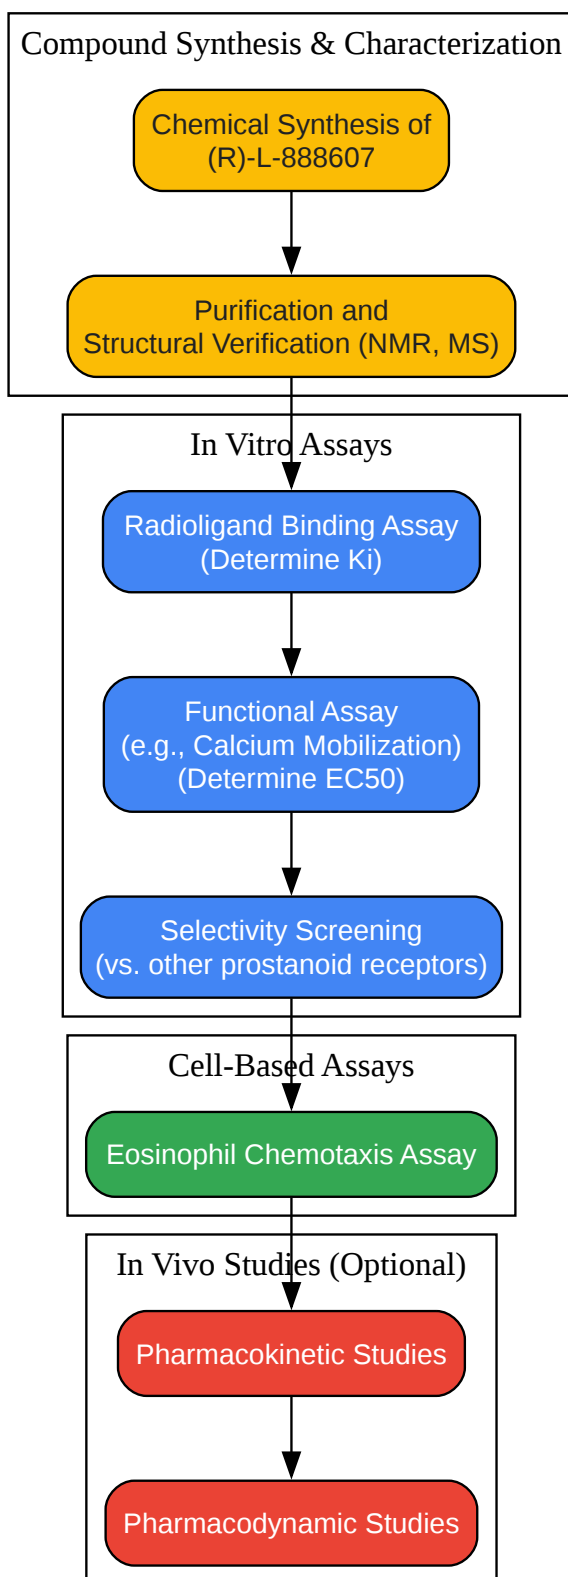 Compound Synthesis & Characterization
Chemical Synthesis of
(R)-L-888607
Purification and
Structural Verification (NMR, MS)
In Vitro Assays
Radioligand Binding Assay
(Determine Ki)
Functional Assay
(e.g., Calcium Mobilization)
(Determine EC50)
Selectivity Screening
(vs. other prostanoid receptors)
Cell-Based Assays
Eosinophil Chemotaxis Assay
In Vivo Studies (Optional)
Pharmacokinetic Studies
Pharmacodynamic Studies